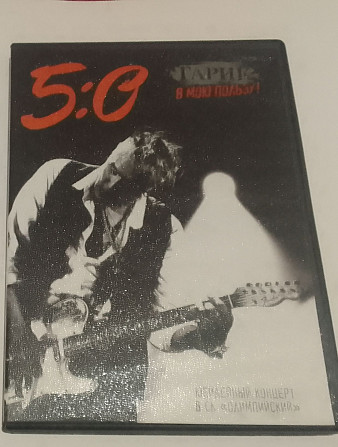 5:0
ГАРИК
В МОЮ ПОЛЬЗУ!
ЮБИЛЕЙНЫЙ КОНЦЕРТ
В СК «ОЛИМПИЙСКИЙ»